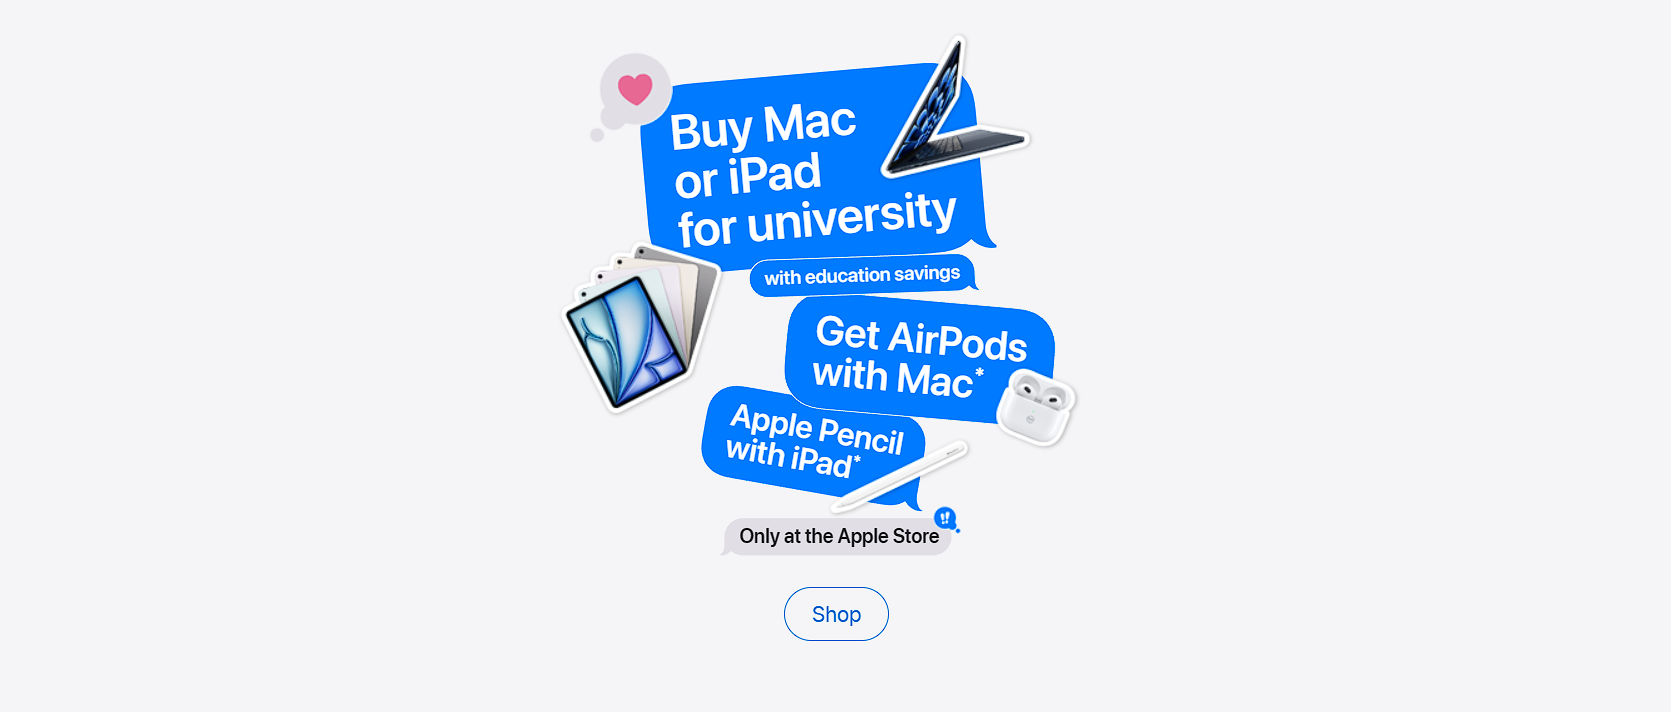 Buy Mac
or iPad
for university
with education savings
Get AirPods
with Mac*
Apple Pencil
with iPad*
Only at the Apple Store
!!
Shop